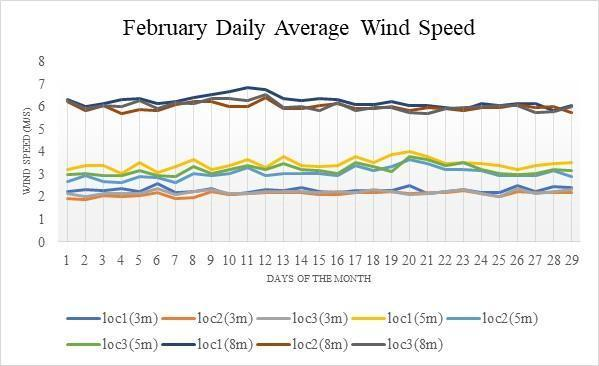 February Daily Average Wind Speed
8
7
6
5
4
3
2
1
0
WIND SPEED (M/S)
1 2 3 4 5 6 7 8 9 10 11 12 13 14 15 16 17 18 19 20 21 22 23 24 25 26 27 28 29
DAYS OF THE MONTH
loc1(3m) loc2(3m) loc3(3m) loc1(5m) loc2(5m)
loc3(5m) loc1(8m) loc2(8m) loc3(8m)